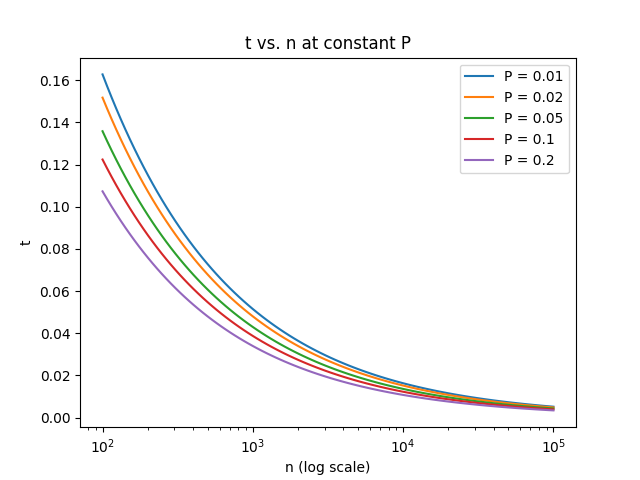 t vs. n at constant P
P = 0.01
P = 0.02
P = 0.05
P = 0.1
P = 0.2
0.16
0.14
0.12
0.10
0.08
0.06
0.04
0.02
0.00
t
10²
10³
10⁴
10⁵
n (log scale)